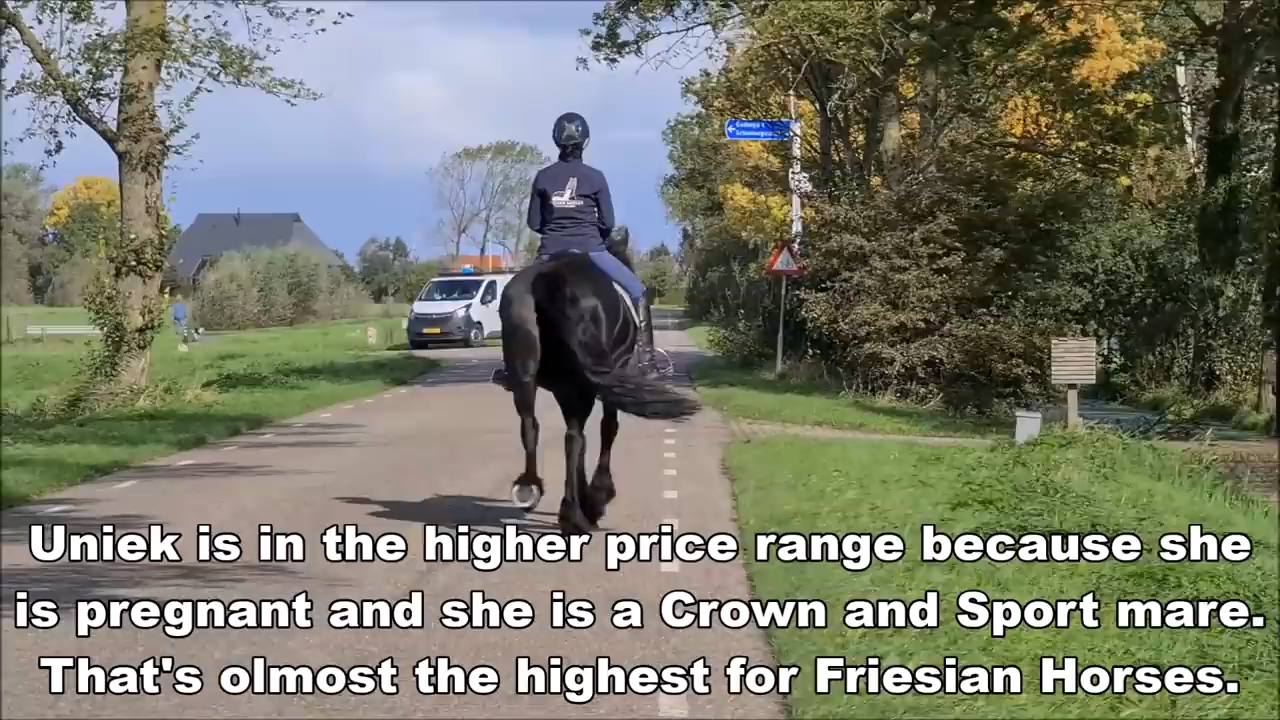 Uniek is in the higher price range because she
is pregnant and she is a Crown and Sport mare.
That's olmost the highest for Friesian Horses.